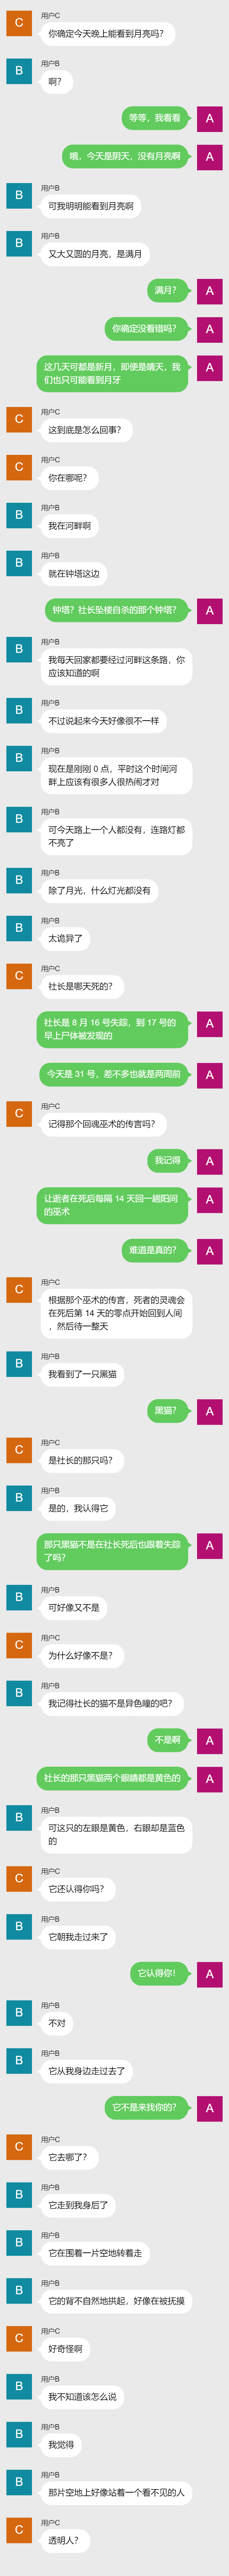 用户C
C
你确定今天晚上能看到月亮吗?
用户B
B
啊?
等等，我看看
A
哦，今天是阴天，没有月亮啊
A
用户B
B
可我明明能看到月亮啊
用户B
B
又大又圆的月亮，是满月
满月?
A
你确定没看错吗?
A
这几天可都是新月，即使是晴天，我
们也只可能看到月牙
A
用户C
C
这到底是怎么回事?
用户C
C
你在哪呢?
用户B
B
我在河畔啊
用户B
B
就在钟塔这边
钟塔？社长坠楼自杀的那个钟塔?
A
用户B
B
我每天回家都要经过河畔这条路，你
应该知道的啊
用户B
B
不过说起来今天好像很不一样
用户B
B
现在是刚刚 0 点，平时这个时间河
畔上应该有很多人很热闹才对
用户B
B
可今天路上一个人都没有，连路灯都
不亮了
用户B
B
除了月光，什么灯光都没有
用户B
B
太诡异了
用户C
C
社长是哪天死的?
社长是 8 月 16 号失踪，到 17 号的
早上尸体被发现的
A
今天是 31 号，差不多也就是两周前
A
用户C
C
记得那个回魂巫术的传言吗?
我记得
A
让逝者在死后每隔 14 天回一趟阳间
的巫术
A
难道是真的?
A
用户C
C
根据那个巫术的传言，死者的灵魂会
在死后第 14 天的零点开始回到人间
，然后待一整天
用户B
B
我看到了一只黑猫
黑猫?
A
用户C
C
是社长的那只吗?
用户B
B
是的，我认得它
那只黑猫不是在社长死后也跟着失踪
了吗?
A
用户B
B
可好像又不是
用户C
C
为什么好像不是?
用户B
B
我记得社长的猫不是异色瞳的吧?
不是啊
A
社长的那只黑猫两个眼睛都是黄色的
A
用户B
B
可这只的左眼是黄色，右眼却是蓝色
的
用户C
C
它还认得你吗?
用户B
B
它朝我走过来了
它认得你!
A
用户B
B
不对
用户B
B
它从我身边走过去了
它不是来找你的?
A
用户C
C
它去哪了?
用户B
B
它走到我身后了
用户B
B
它在围着一片空地转着走
用户B
B
它的背不自然地拱起，好像在被抚摸
用户C
C
好奇怪啊
用户B
B
我不知道该怎么说
用户B
B
我觉得
用户B
B
那片空地上好像站着一个看不见的人
用户C
C
透明人?